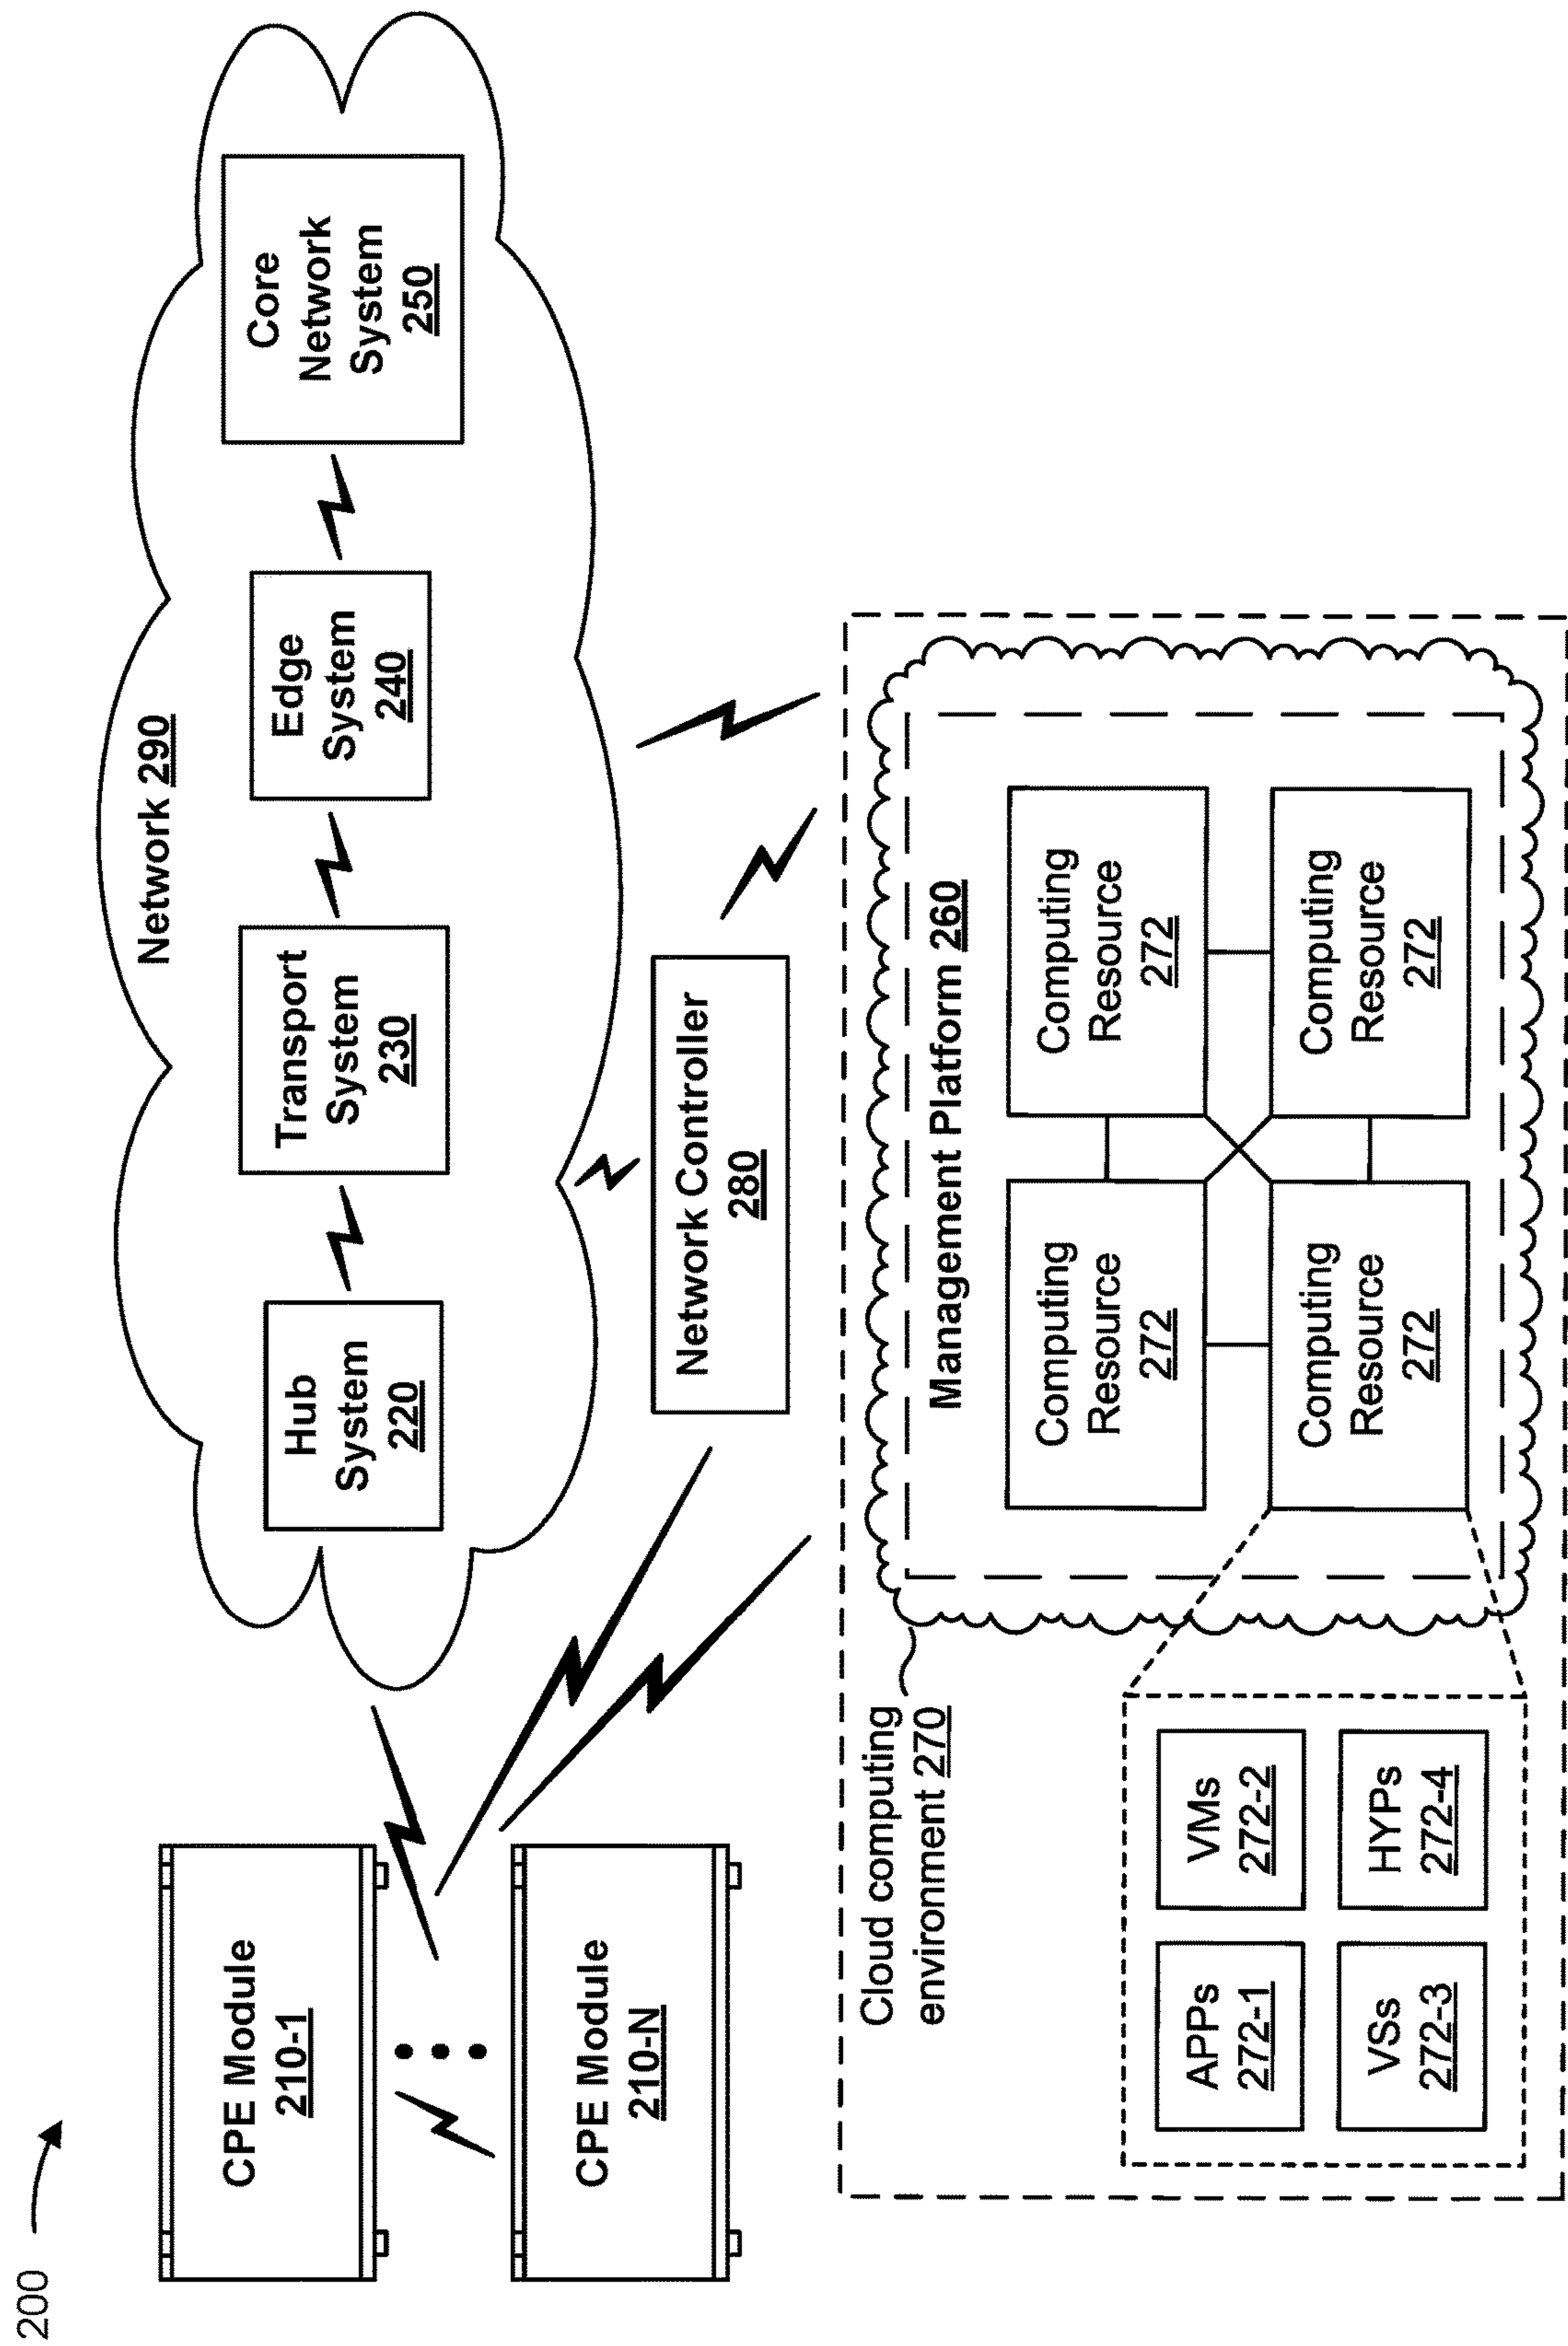 200
CPE Module
210-1
CPE Module
210-N
Network 290
Hub
System
220
Transport
System
230
Edge
System
240
Core
Network
System
250
Network Controller
280
Cloud computing
environment 270
Management Platform 260
Computing
Resource
272
Computing
Resource
272
Computing
Resource
272
Computing
Resource
272
APPs
272-1
VMs
272-2
VSs
272-3
HYPs
272-4